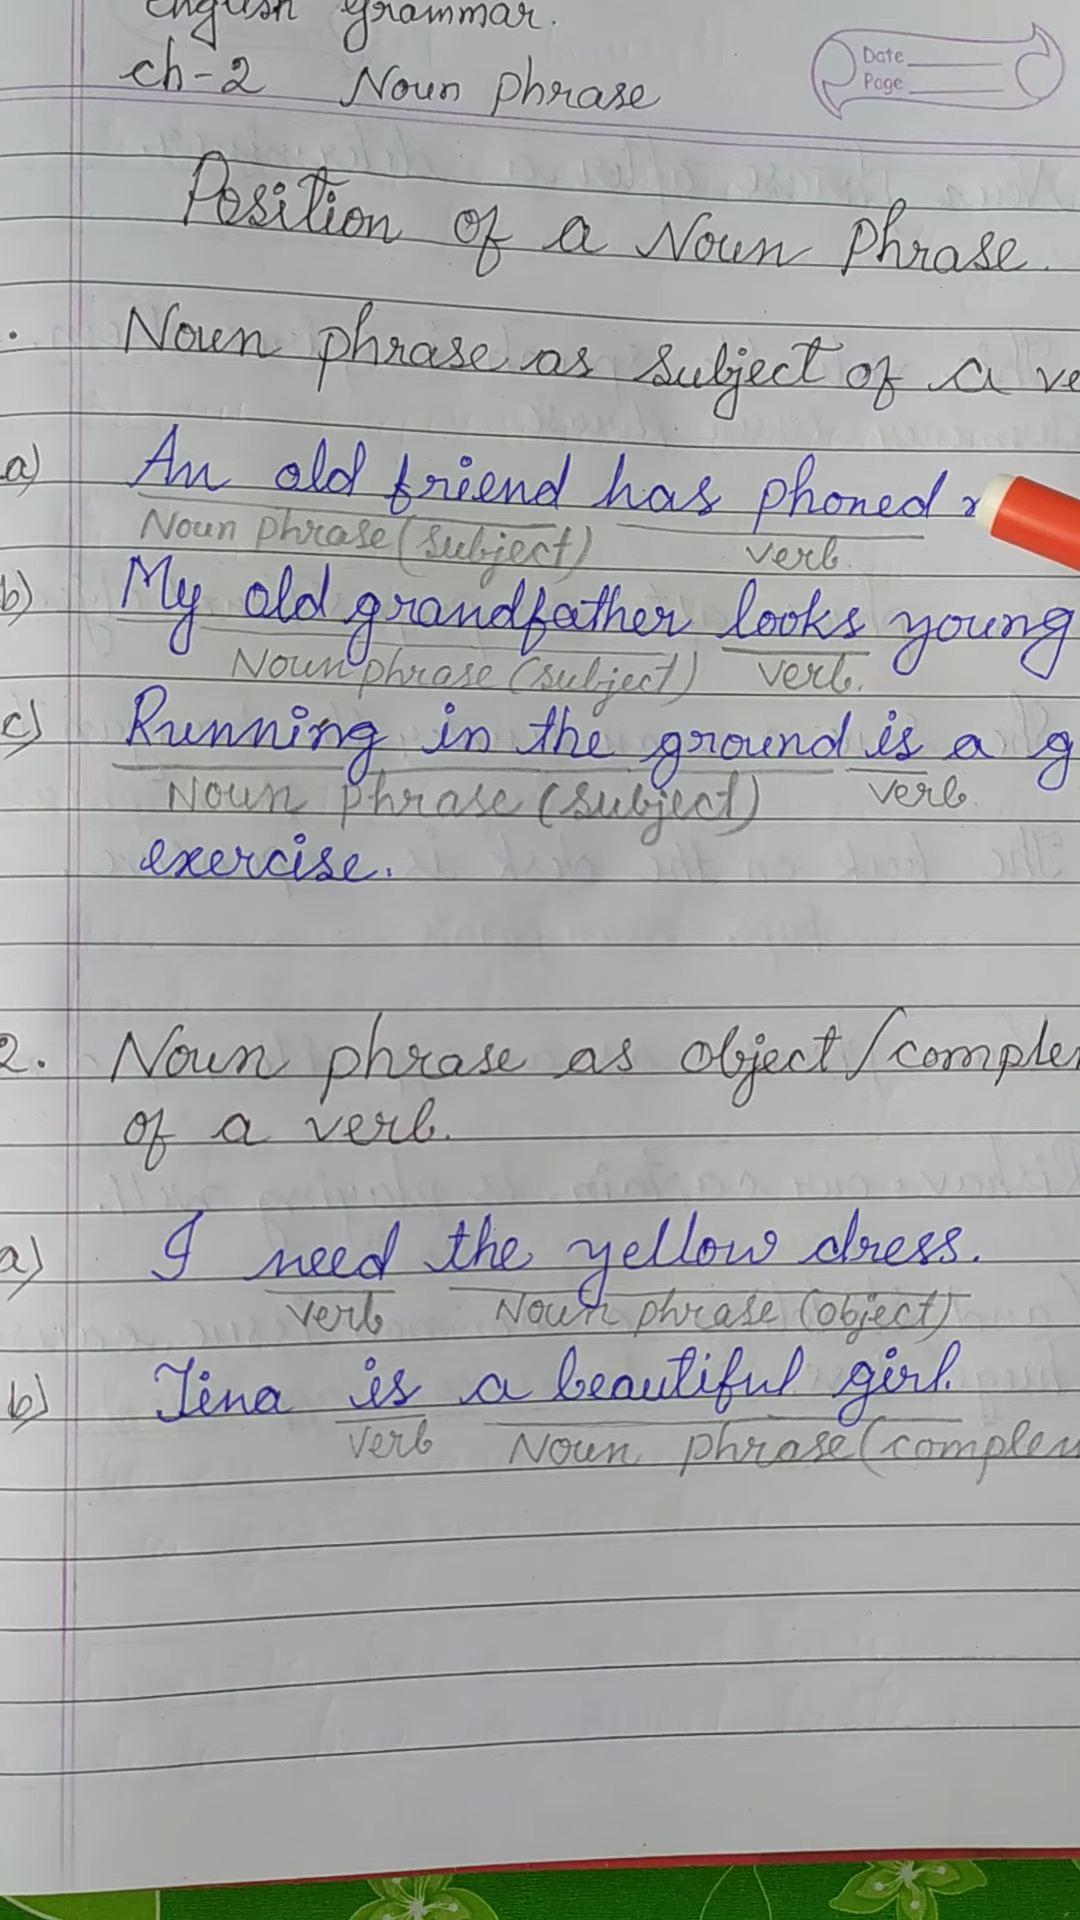 English Grammar.
Ch-2 Noun Phrase
Date
Page
Position of a Noun Phrase.
Noun phrase as subject of a ve
a) An old friend has phoned
Noun phrase (subject) verb.
b) My old grandfather looks young
Noun phrase (subject) verb.
c) Running in the ground is a g
Noun phrase (subject) verb.
exercise.
2. Noun phrase as object/complem
of a verb.
a) I need the yellow dress.
verb Noun phrase (object)
b) Tina is a beautiful girl.
verb Noun phrase (complem